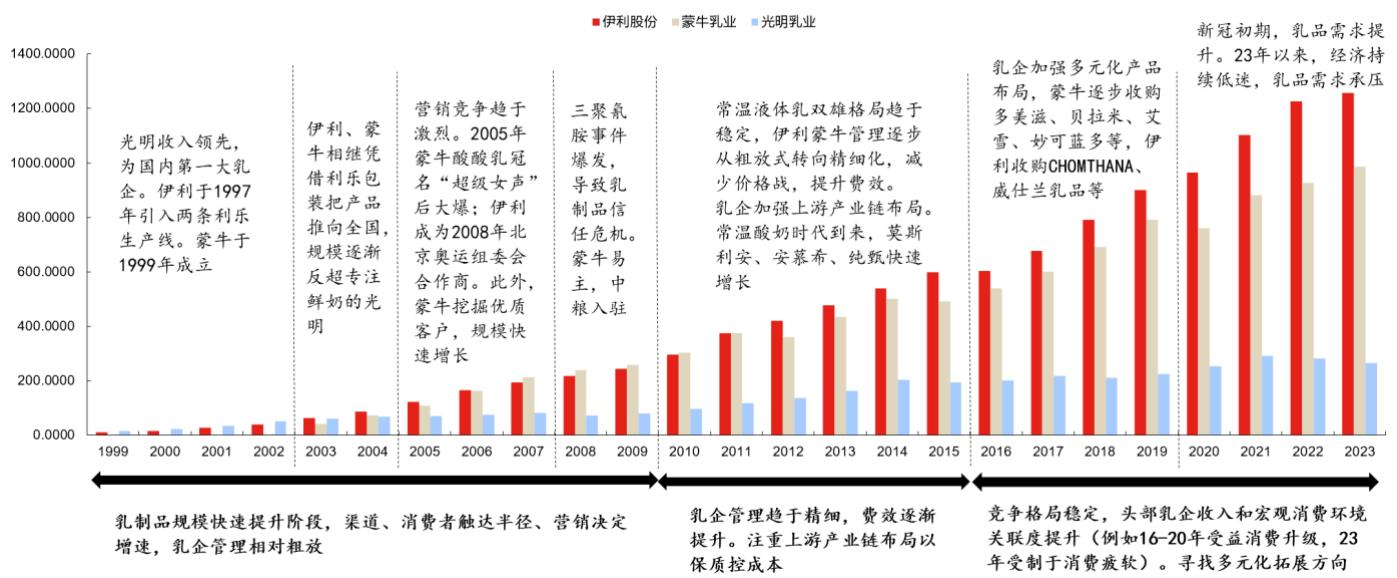 伊利股份 蒙牛乳业 光明乳业
1400.0000
1200.0000
1000.0000
800.0000
600.0000
400.0000
200.0000
0.0000
光明收入领先，
为国内第一大乳
企。伊利于1997
年引入两条利乐
生产线。蒙牛于
1999年成立
伊利、蒙
牛相继凭
借利乐包
装把产品
推向全国，
规模逐渐
反超专注
鲜奶的光
明
营销竞争趋于
激烈。2005年
蒙牛酸酸乳冠
名“超级女声”
后大爆；伊利
成为2008年北
京奥运组委会
合作商。此外，
蒙牛挖掘优质
客户，规模快
速增长
三聚氰
胺事件
爆发，
导致乳
制品信
任危机。
蒙牛易
主，中
粮入驻
常温液体乳双雄格局趋于
稳定，伊利蒙牛管理逐步
从粗放式转向精细化，减
少价格战，提升费效。
乳企加强上游产业链布局。
常温酸奶时代到来，莫斯
利安、安慕希、纯甄快速
增长
乳企加强多元化产品
布局，蒙牛逐步收购
多美滋、贝拉米、艾
雪、妙可蓝多等，伊
利收购CHOMTHANA、
威仕兰乳品等
新冠初期，乳品需求提
升。23年以来，经济持
续低迷，乳品需求承压
1999 2000 2001 2002 2003 2004 2005 2006 2007 2008 2009 2010 2011 2012 2013 2014 2015 2016 2017 2018 2019 2020 2021 2022 2023
乳制品规模快速提升阶段，渠道、消费者触达半径、营销决定
增速，乳企管理相对粗放
乳企管理趋于精细，费效逐渐
提升。注重上游产业链布局以
保质控成本
竞争格局稳定，头部乳企收入和宏观消费环境
关联度提升（例如16-20年受益消费升级，23
年受制于消费疲软）。寻找多元化拓展方向